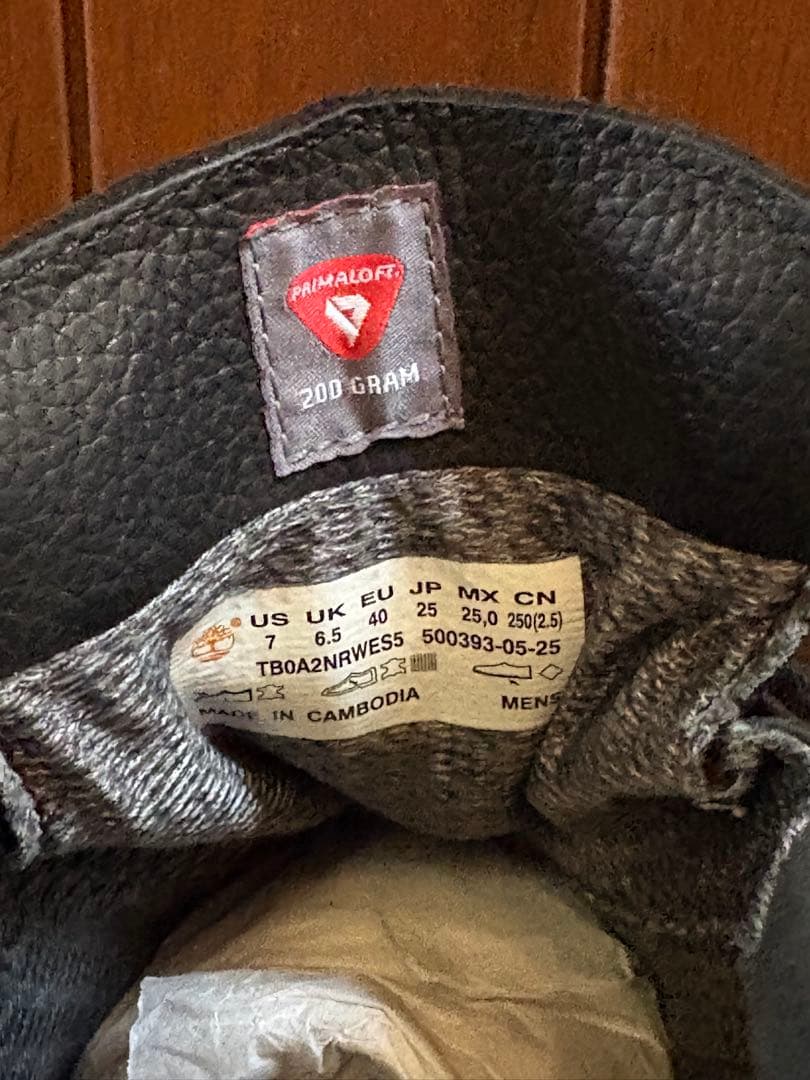 PRIMALOFT®
200 GRAM
US UK EU JP MX CN
7 6.5 40 25 25,0 250(2.5)
TB0A2NRWES5 500393-05-25
MADE IN CAMBODIA MENS